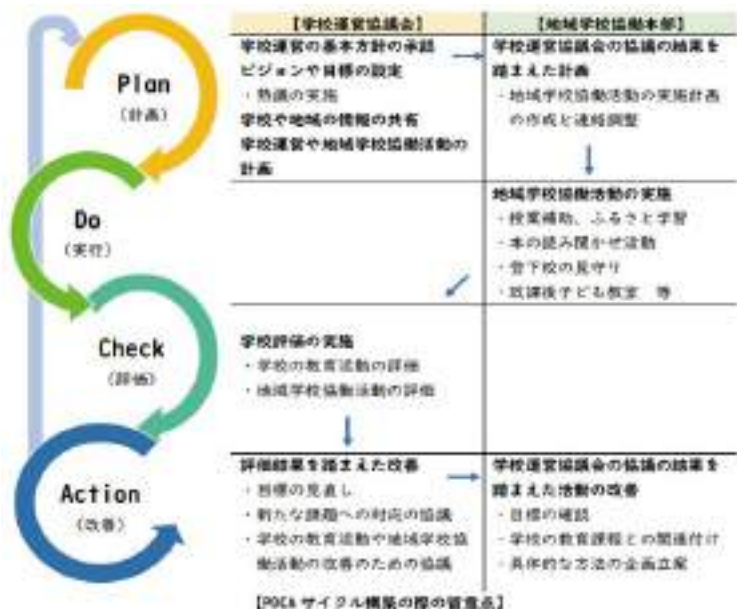 Plan
(計画)
Do
(実行)
Check
(評価)
Action
(改善)
【学校運営協議会】
【地域学校協働本部】
学校運営の基本方針の承認
ビジョンや目標の設定
・熟議の実施
学校や地域の情報の共有
学校運営や地域学校協働活動の
計画
学校運営協議会の協議の結果を
踏まえた計画
・地域学校協働活動の実施計画
の作成と連絡調整
地域学校協働活動の実施
・授業補助、ふるさと学習
・本の読み聞かせ活動
・登下校の見守り
・放課後子ども教室 等
学校評価の実施
・学校の教育活動の評価
・地域学校協働活動の評価
評価結果を踏まえた改善
・目標の見直し
・新たな課題への対応の協議
・学校の教育活動や地域学校協
働活動の改善のための協議
学校運営協議会の協議の結果を
踏まえた活動の改善
・目標の確認
・学校の教育課程との関連付け
・具体的な方法の企画立案
【PDCAサイクル構築の際の留意点】